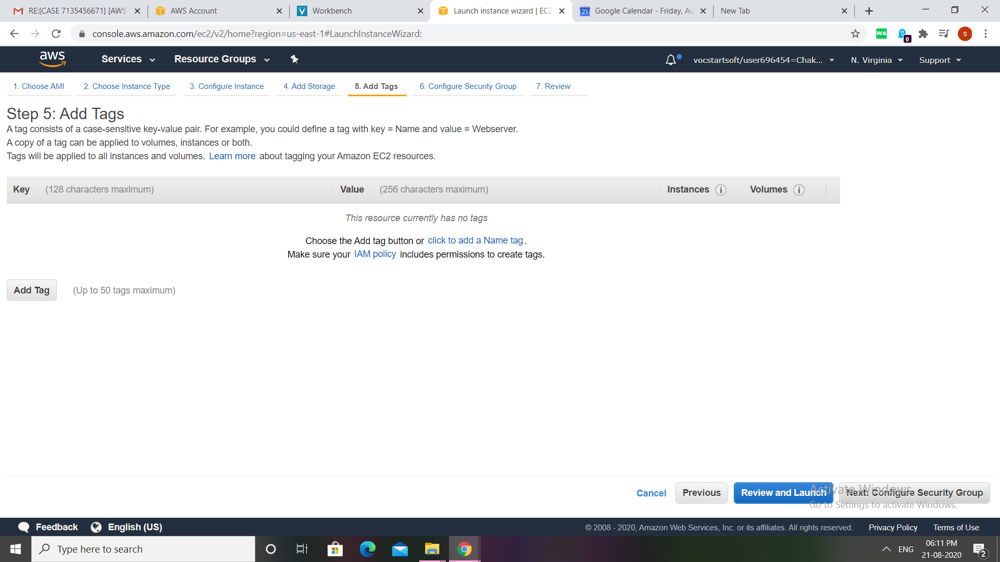 RE:[CASE 7135456671] [AWS
AWS Account
Workbench
Launch instance wizard | EC2
21
Google Calendar - Friday, Au
New Tab
console.aws.amazon.com/ec2/v2/home?region=us-east-1#LaunchInstanceWizard:
WA
0
s
aws
Services
Resource Groups
vocstartsoft/user696454=Chak...
N. Virginia
Support
1. Choose AMI
2. Choose Instance Type
3. Configure Instance
4. Add Storage
5. Add Tags
6. Configure Security Group
7. Review
Step 5: Add Tags
A tag consists of a case-sensitive key-value pair. For example, you could define a tag with key = Name and value = Webserver.
A copy of a tag can be applied to volumes, instances or both.
Tags will be applied to all instances and volumes. Learn more about tagging your Amazon EC2 resources.
Key (128 characters maximum)
Value (256 characters maximum)
Instances
Volumes
This resource currently has no tags
Choose the Add tag button or click to add a Name tag.
Make sure your IAM policy includes permissions to create tags.
Add Tag
(Up to 50 tags maximum)
Cancel
Previous
Review and Launch
Next: Configure Security Group
Activate Windows
Go to Settings to activate Windows.
Feedback
English (US)
© 2008 - 2020, Amazon Web Services, Inc. or its affiliates. All rights reserved.
Privacy Policy
Terms of Use
Type here to search
ENG
06:11 PM
21-08-2020
2